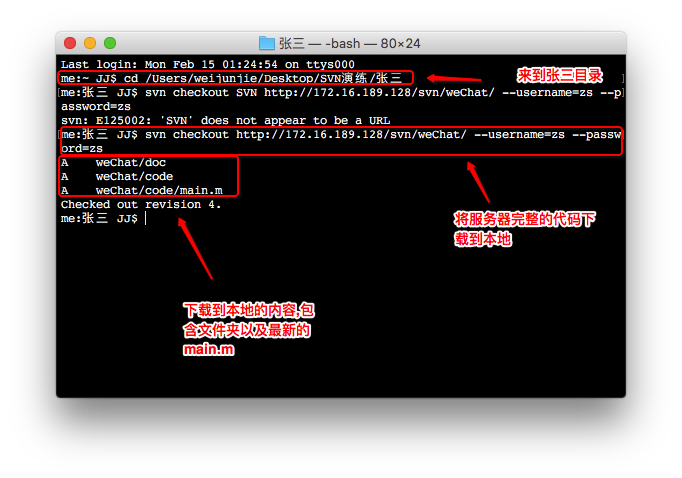 张三 — -bash — 80×24
Last login: Mon Feb 15 01:24:54 on ttys000
me:~ JJ$ cd /Users/weijunjie/Desktop/SVN演练/张三
来到张三目录
me:张三 JJ$ svn checkout SVN http://172.16.189.128/svn/weChat/ --username=zs --p
assword=zs
svn: E125002: 'SVN' does not appear to be a URL
me:张三 JJ$ svn checkout http://172.16.189.128/svn/weChat/ --username=zs --passw
ord=zs
A    weChat/doc
A    weChat/code
A    weChat/code/main.m
Checked out revision 4.
me:张三 JJ$
将服务器完整的代码下
载到本地
下载到本地的内容,包
含文件夹以及最新的
main.m